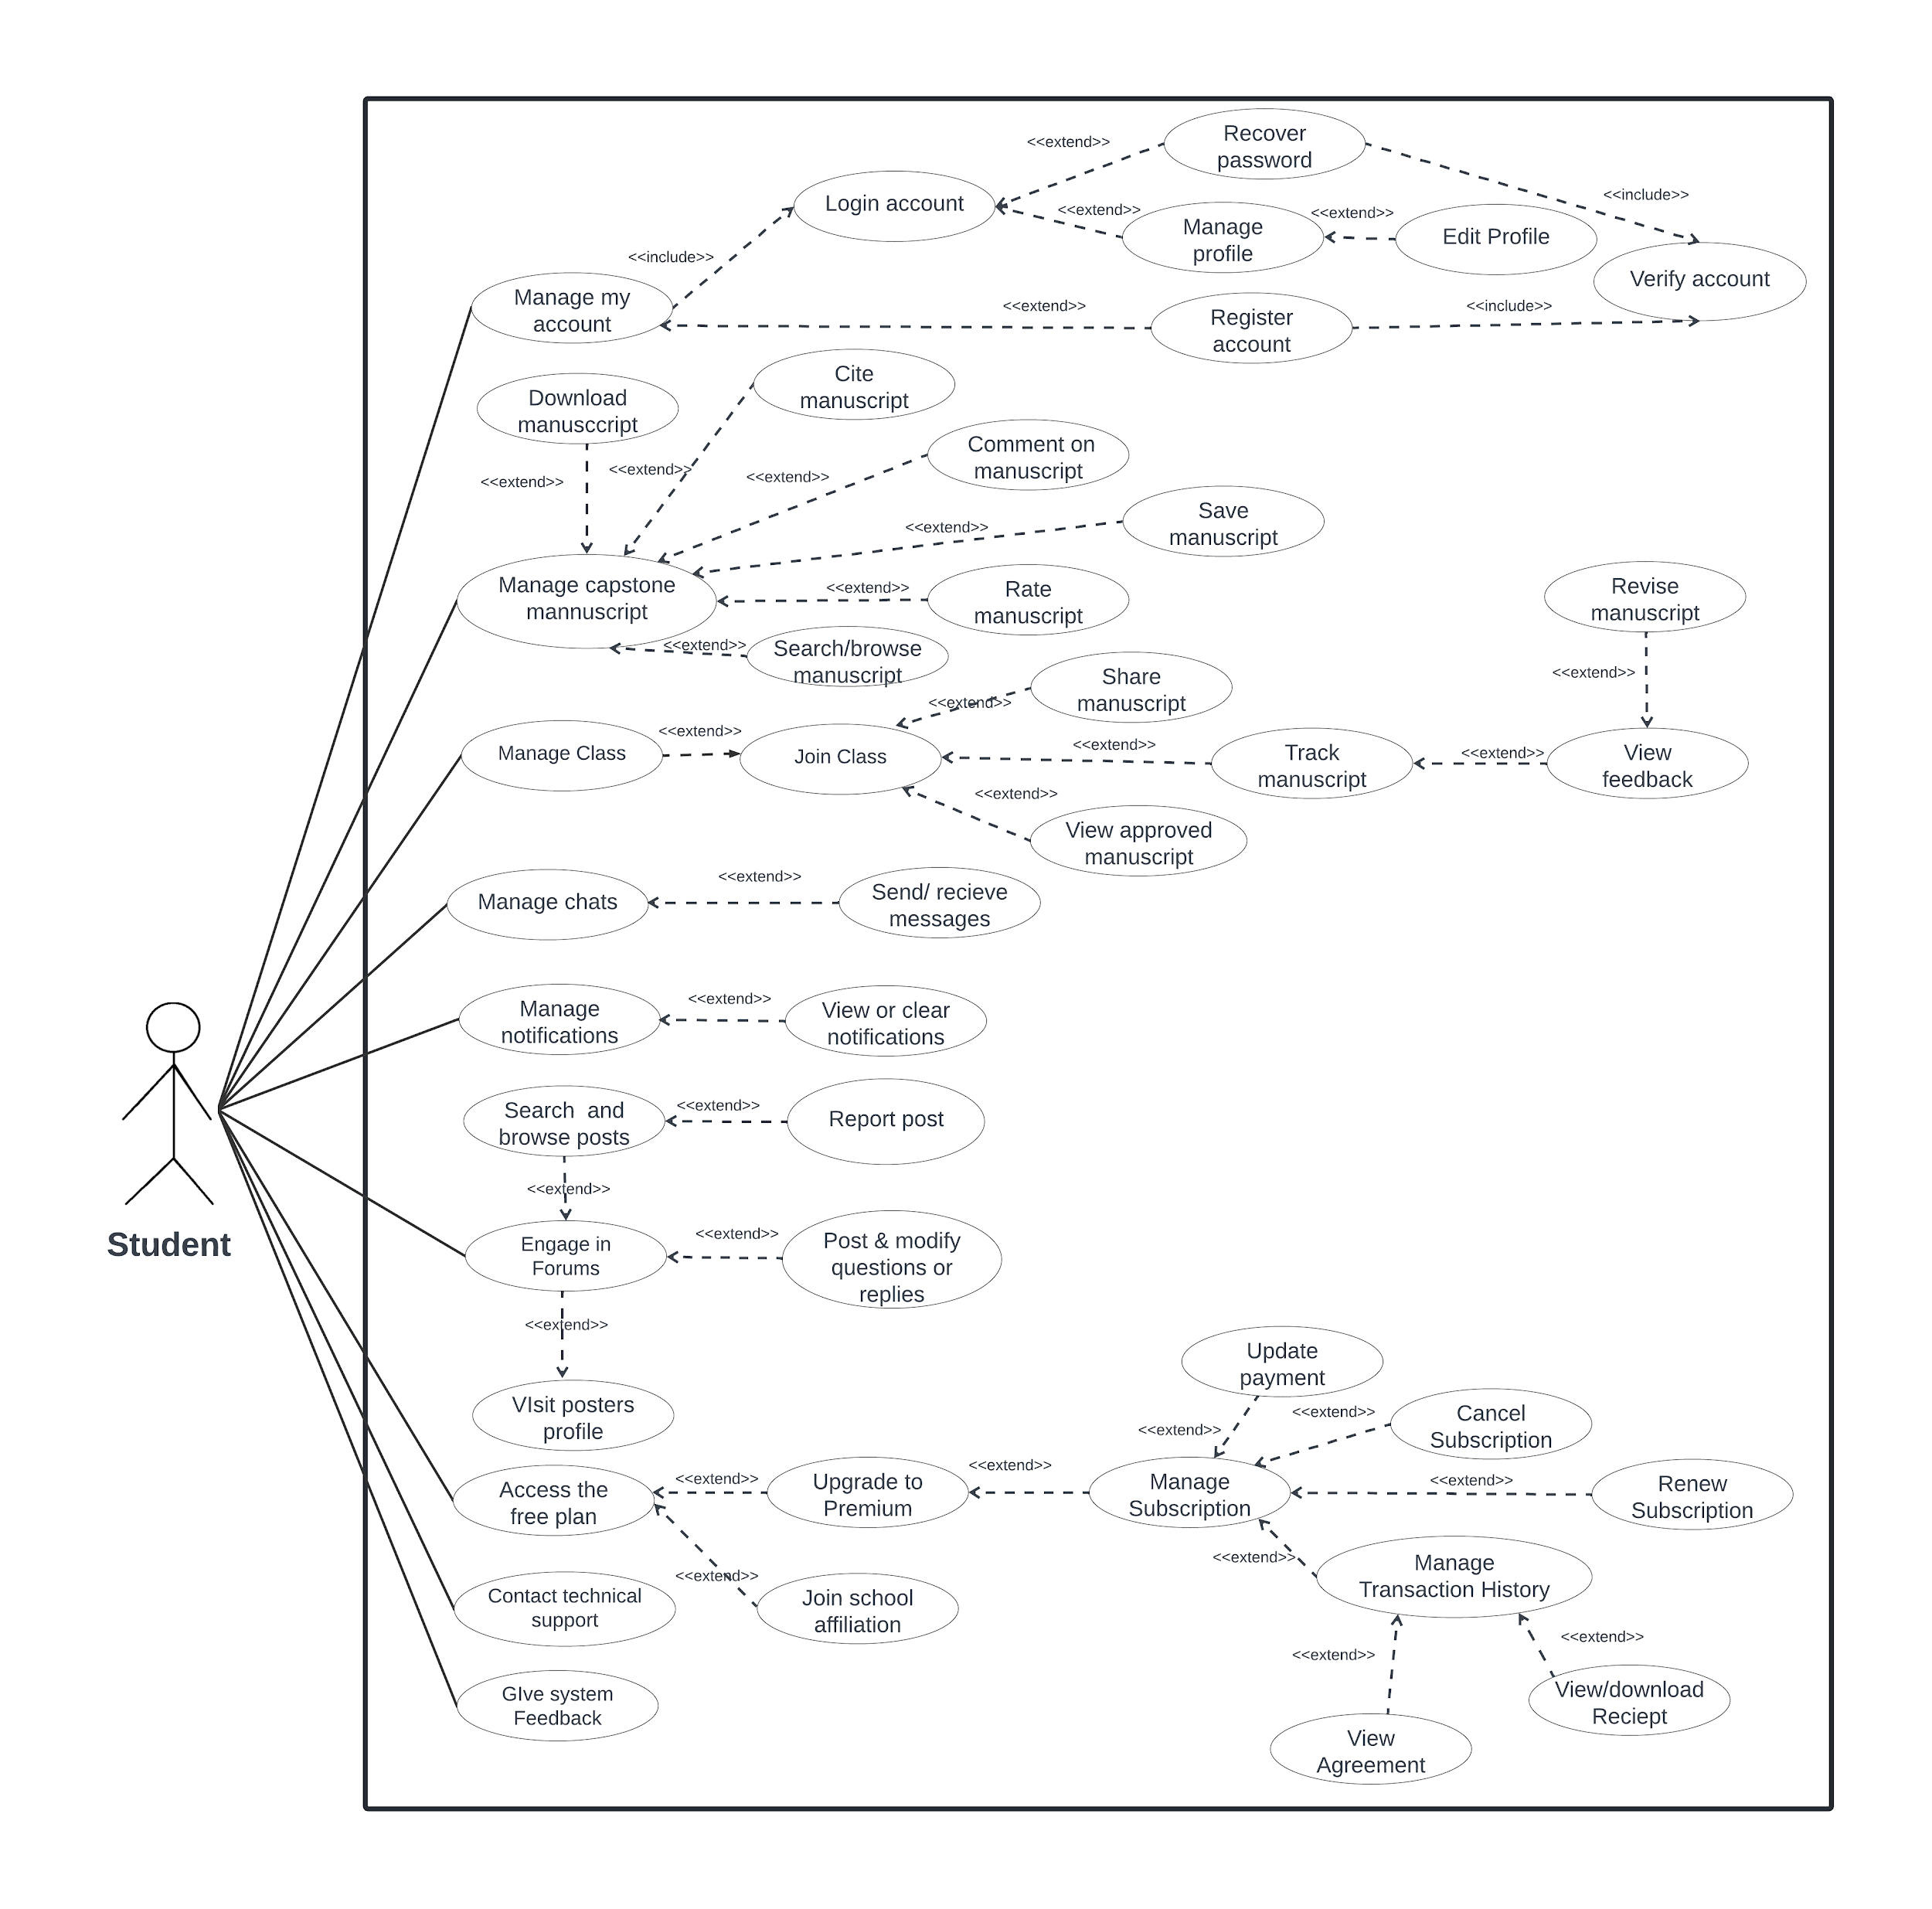 Recover
password
<<extend>>
Login account
<<include>>
<<extend>>
Manage
profile
<<extend>>
Edit Profile
<<include>>
Verify account
Manage my
account
<<extend>>
Register
account
<<include>>
Cite
manuscript
Download
manusccript
Comment on
manuscript
<<extend>>
<<extend>>
<<extend>>
Save
manuscript
<<extend>>
Manage capstone
mannuscript
<<extend>>
Rate
manuscript
Revise
manuscript
<<extend>>
Search/browse
manuscript
Share
manuscript
<<extend>>
<<extend>>
Manage Class
<<extend>>
Join Class
<<extend>>
Track
manuscript
<<extend>>
View
feedback
<<extend>>
View approved
manuscript
Manage chats
<<extend>>
Send/ recieve
messages
Manage
notifications
<<extend>>
View or clear
notifications
Search  and
browse posts
<<extend>>
Report post
<<extend>>
Student
Engage in
Forums
<<extend>>
Post & modify
questions or
replies
<<extend>>
VIsit posters
profile
Update
payment
<<extend>>
<<extend>>
Cancel
Subscription
Access the
free plan
<<extend>>
Upgrade to
Premium
<<extend>>
Manage
Subscription
<<extend>>
Renew
Subscription
<<extend>>
Manage
Transaction History
Contact technical
support
<<extend>>
Join school
affiliation
<<extend>>
<<extend>>
GIve system
Feedback
View/download
Reciept
View
Agreement